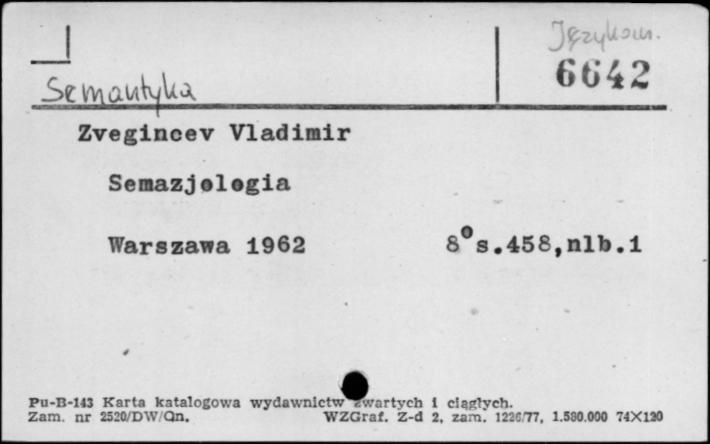 Językozn.
6642
Semantyka
Zvegincev Vladimir
Semazjologia
Warszawa 1962 8° s.458,nlb.1
Pu-B-143 Karta katalogowa wydawnictw zwartych i ciągłych.
Zam. nr 2520/DW/Qn. WZGraf. Z-d 2, zam. 1226/77, 1.580.000 74X120